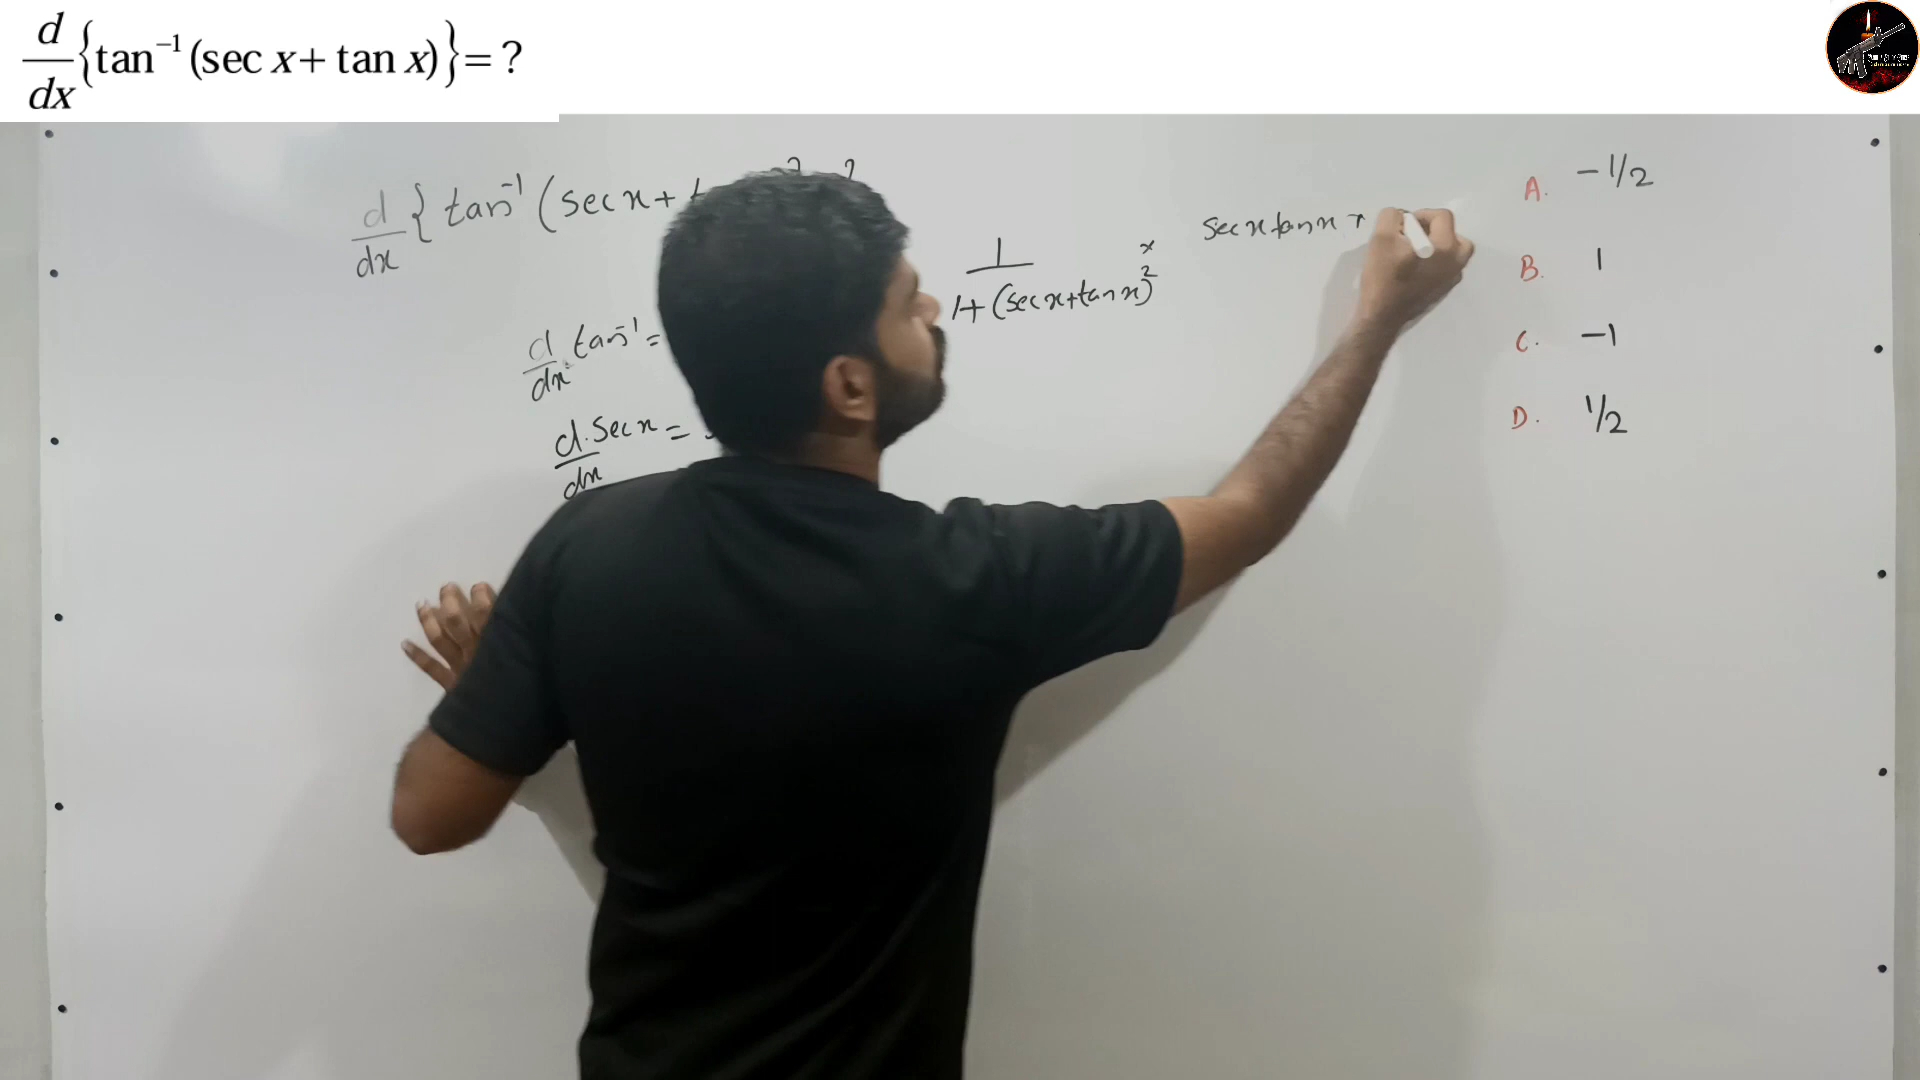 d/dx {tan⁻¹ (sec x + tan x)} = ?
d/dx { tan⁻¹ (sec x +
1 / 1 + (sec x + tan x)² × sec x tan x +
d/dx tan⁻¹ =
d/dx . sec x =
A. -1/2
B. 1
C. -1
D. 1/2